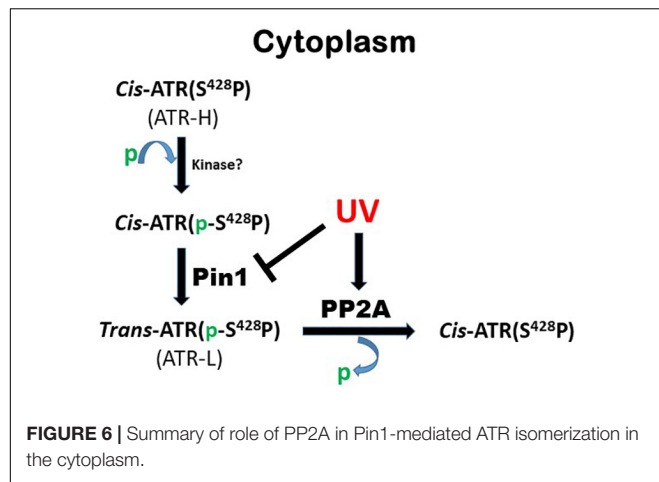 Cytoplasm
Cis-ATR(S⁴²⁸P)
(ATR-H)
p
Kinase?
Cis-ATR(p-S⁴²⁸P)
UV
Pin1
PP2A
Trans-ATR(p-S⁴²⁸P)
Cis-ATR(S⁴²⁸P)
(ATR-L)
p
FIGURE 6 | Summary of role of PP2A in Pin1-mediated ATR isomerization in
the cytoplasm.